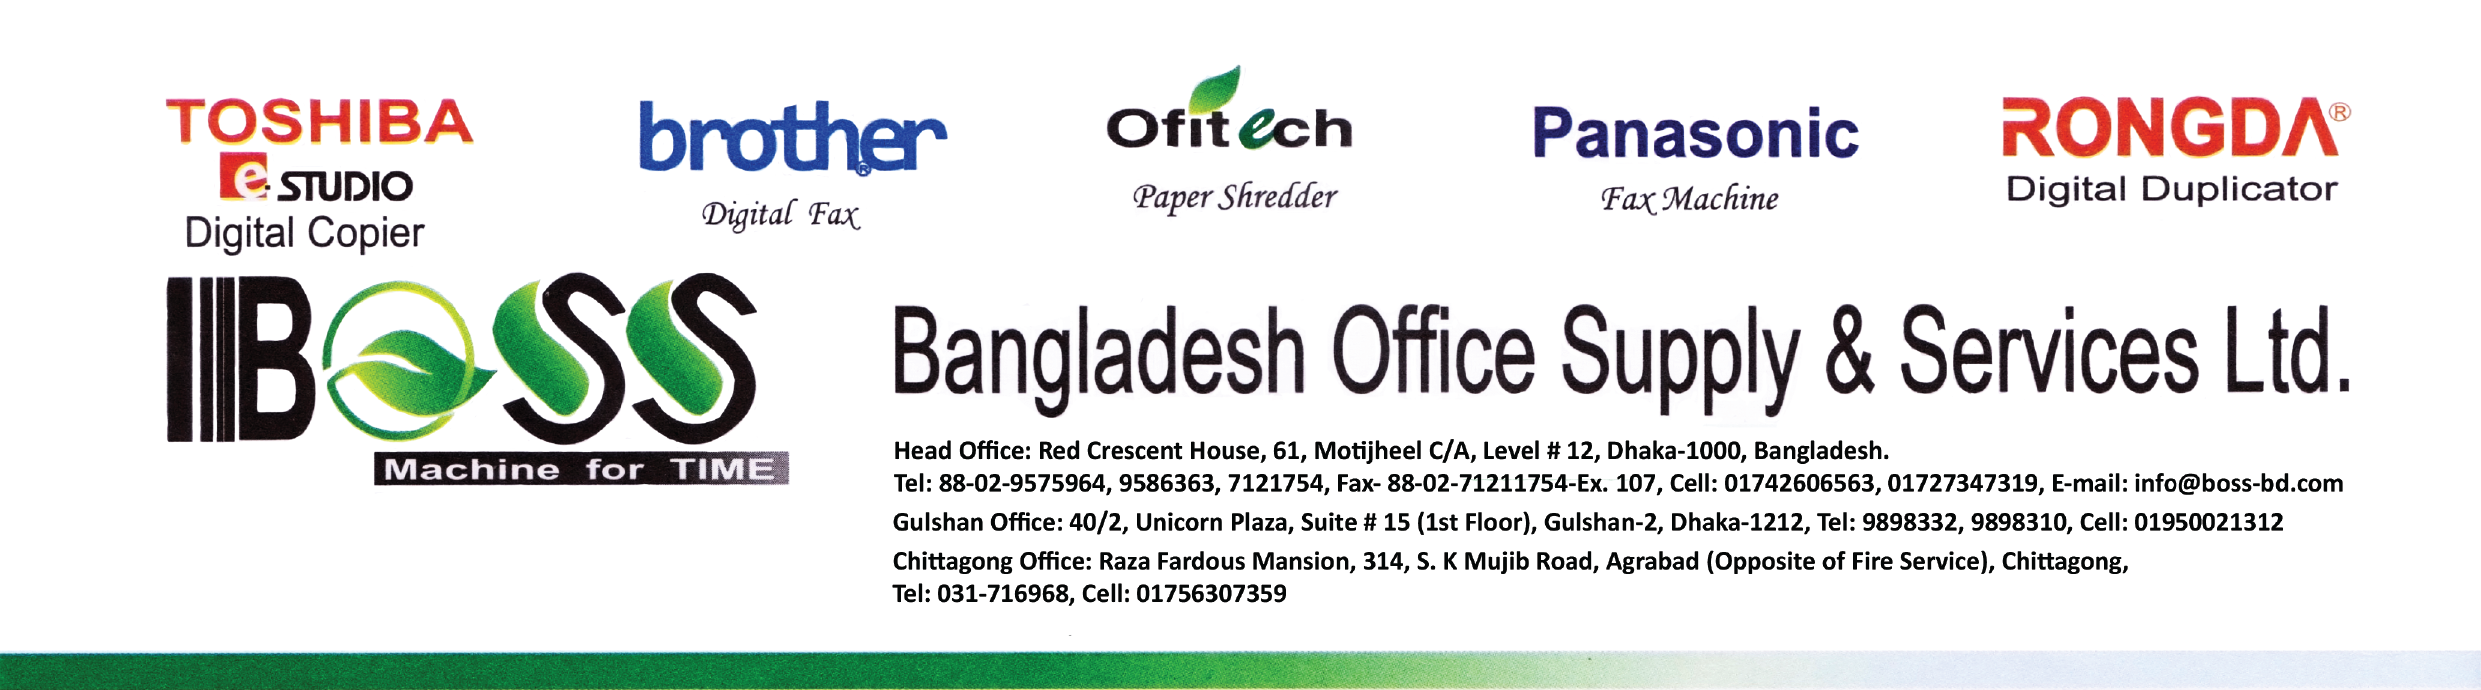 TOSHIBA
e-STUDIO
Digital Copier
brother®
Digital Fax
Ofitech
Paper Shredder
Panasonic
Fax Machine
RONGDA®
Digital Duplicator
BOSS
Machine for TIME
Bangladesh Office Supply & Services Ltd.
Head Office: Red Crescent House, 61, Motijheel C/A, Level # 12, Dhaka-1000, Bangladesh.
Tel: 88-02-9575964, 9586363, 7121754, Fax- 88-02-71211754-Ex. 107, Cell: 01742606563, 01727347319, E-mail: info@boss-bd.com
Gulshan Office: 40/2, Unicorn Plaza, Suite # 15 (1st Floor), Gulshan-2, Dhaka-1212, Tel: 9898332, 9898310, Cell: 01950021312
Chittagong Office: Raza Fardous Mansion, 314, S. K Mujib Road, Agrabad (Opposite of Fire Service), Chittagong,
Tel: 031-716968, Cell: 01756307359